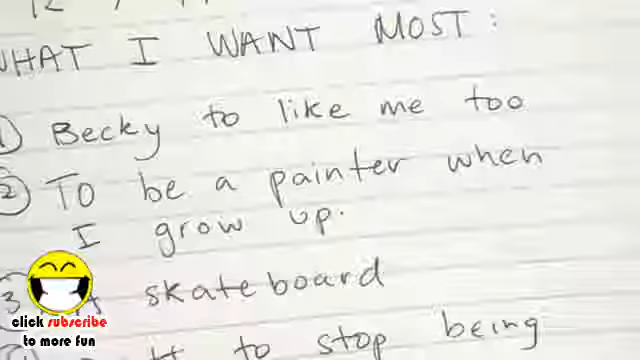 WHAT I WANT MOST:
1) Becky to like me too
2) To be a painter when
I grow up.
3) skateboard
to stop being
click subscribe
to more fun